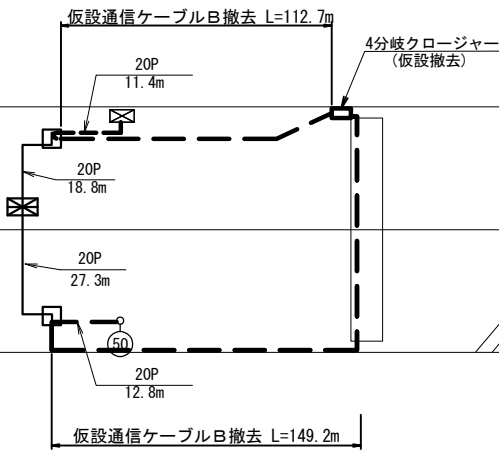 仮設通信ケーブルB撤去 L=112.7m
4分岐クロージャー
(仮設撤去)
20P
11.4m
20P
18.8m
20P
27.3m
50
20P
12.8m
仮設通信ケーブルB撤去 L=149.2m